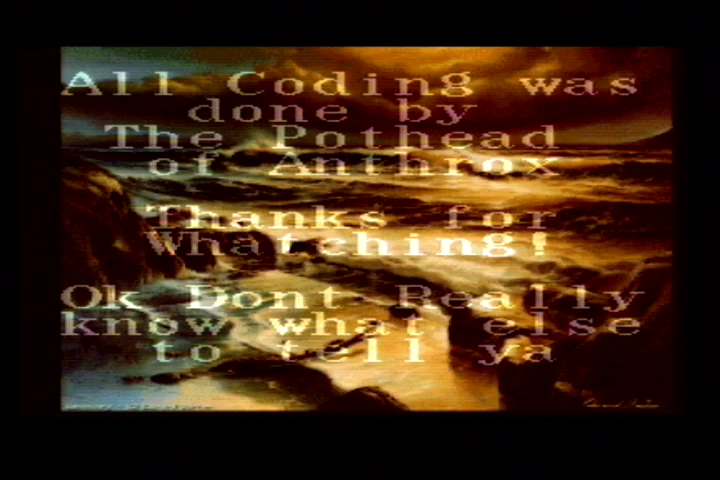 All Coding was
done by
The Pothead
of Anthrox
Thanks for
Whatching!
Ok Dont Really
know what else
to tell ya